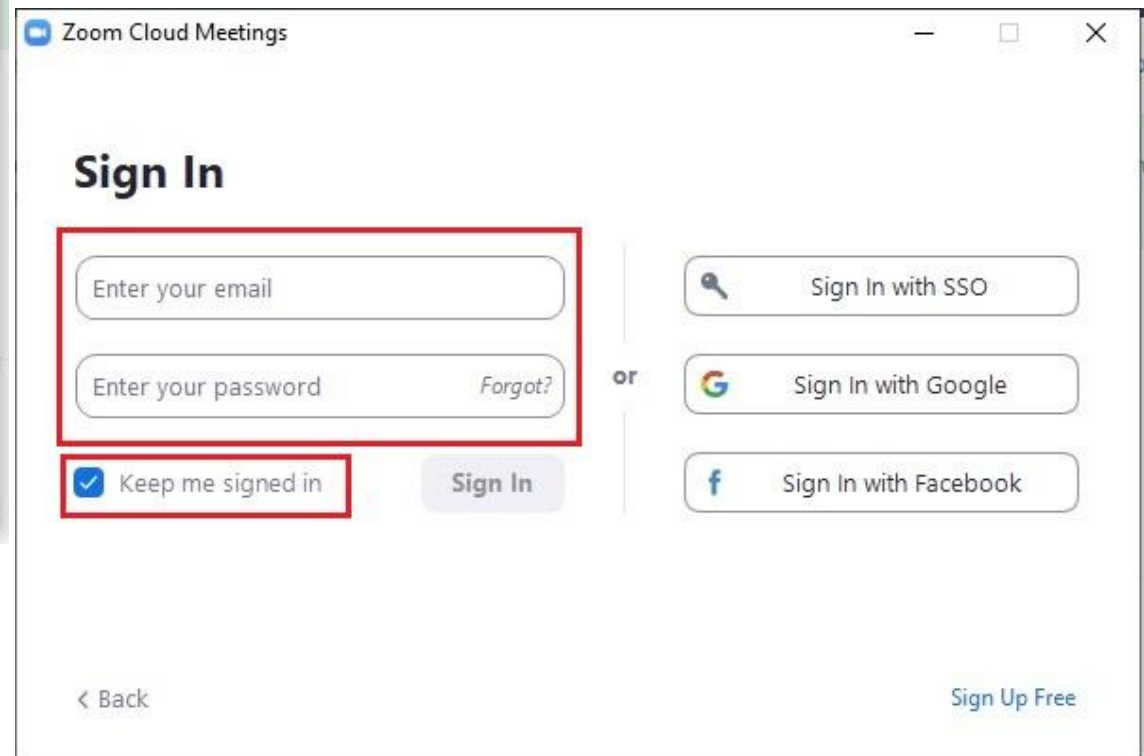 Zoom Cloud Meetings
Sign In
Enter your email
Enter your password Forgot?
Keep me signed in Sign In
or
Sign In with SSO
Sign In with Google
Sign In with Facebook
< Back
Sign Up Free